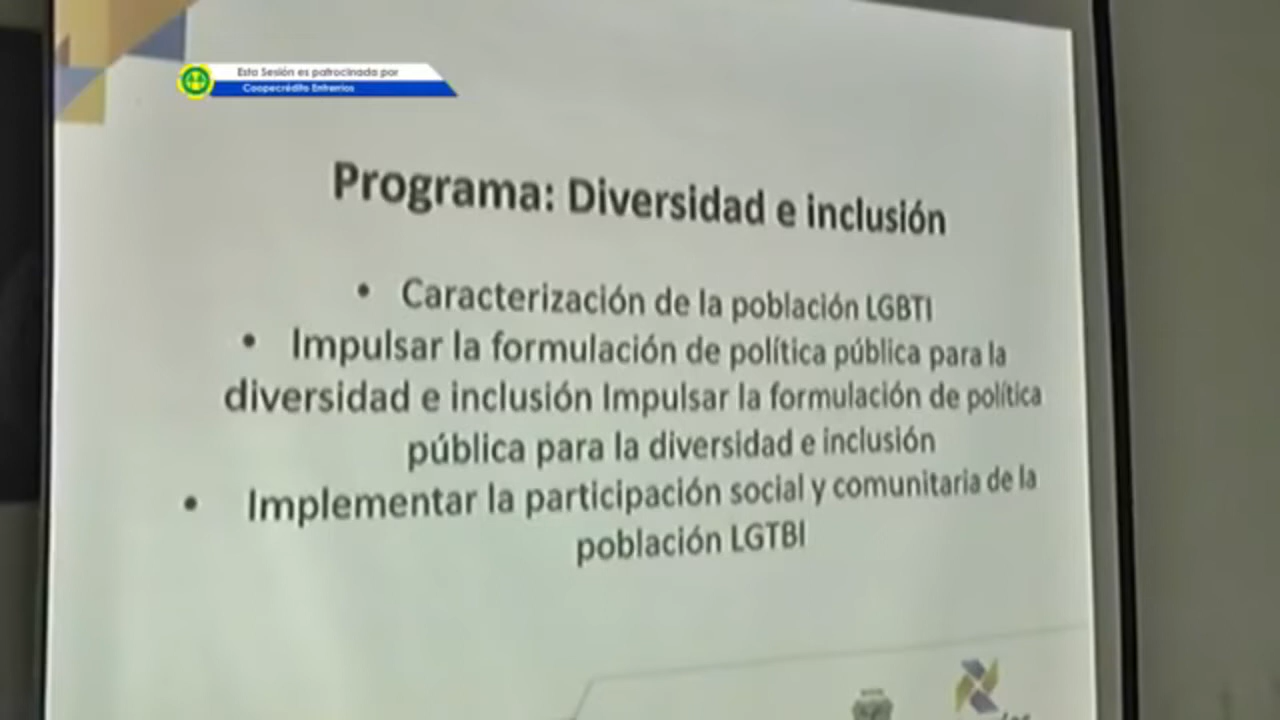 Esta Sesión es patrocinada por
Coopecrédito Entrerrios
Programa: Diversidad e inclusión
• Caracterización de la población LGBTI
• Impulsar la formulación de política pública para la
diversidad e inclusión Impulsar la formulación de política
pública para la diversidad e inclusión
• Implementar la participación social y comunitaria de la
población LGTBI